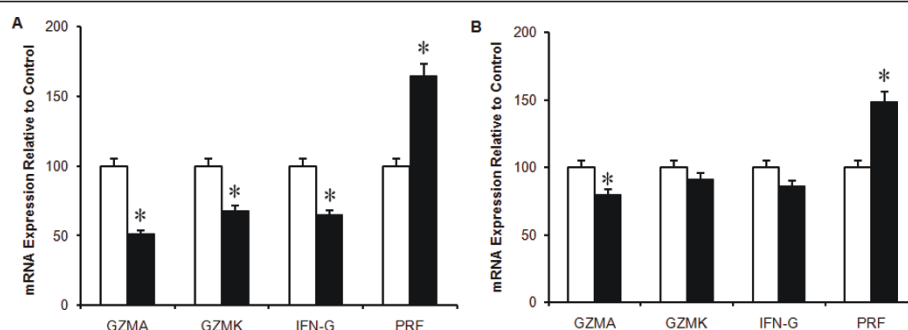 A
mRNA Expression Relative to Control
200
150
100
50
0
*
*
*
*
GZMA GZMK IFN-G PRF
B
mRNA Expression Relative to Control
200
150
100
50
0
*
*
GZMA GZMK IFN-G PRF